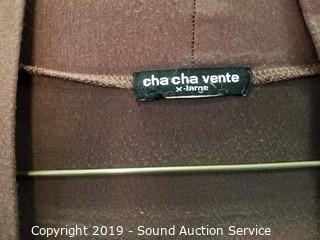 cha cha vente
x-large
Copyright 2019 - Sound Auction Service